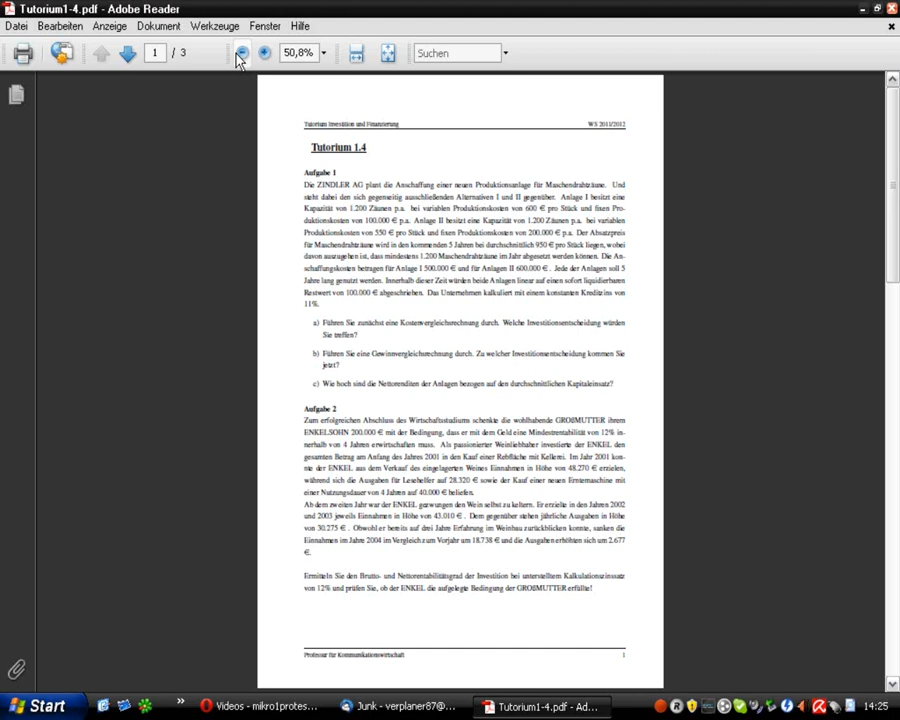 Tutorium1-4.pdf - Adobe Reader
Datei Bearbeiten Anzeige Dokument Werkzeuge Fenster Hilfe
1 / 3 50,8% Suchen
Tutorium Investition und Finanzierung WS 2011/2012
Tutorium 1.4
Aufgabe 1
Die ZINDLER AG plant die Anschaffung einer neuen Produktionsanlage für Maschendrahtzäune. Und
steht dabei den sich gegenseitig ausschließenden Alternativen I und II gegenüber. Anlage I besitzt eine
Kapazität von 1.200 Zäunen p.a. bei variablen Produktionskosten von 600 € pro Stück und fixen Pro-
duktionskosten von 100.000 € p.a. Anlage II besitzt eine Kapazität von 1.200 Zäunen p.a. bei variablen
Produktionskosten von 550 € pro Stück und fixen Produktionskosten von 200.000 € p.a. Der Absatzpreis
für Maschendrahtzäune wird in den kommenden 5 Jahren bei durchschnittlich 950 € pro Stück liegen, wobei
davon auszugehen ist, dass mindestens 1.200 Maschendrahtzäune im Jahr abgesetzt werden können. Die An-
schaffungskosten betragen für Anlage I 500.000 € und für Anlagen II 600.000 € . Jede der Anlagen soll 5
Jahre lang genutzt werden. Innerhalb dieser Zeit würden beide Anlagen linear auf einen sofort liquidierbaren
Restwert von 100.000 € abgeschrieben. Das Unternehmen kalkuliert mit einem konstanten Kreditzins von
11%.
a) Führen Sie zunächst eine Kostenvergleichsrechnung durch. Welche Investitionsentscheidung würden
Sie treffen?
b) Führen Sie eine Gewinnvergleichsrechnung durch. Zu welcher Investitionsentscheidung kommen Sie
jetzt?
c) Wie hoch sind die Nettorenditen der Anlagen bezogen auf den durchschnittlichen Kapitaleinsatz?
Aufgabe 2
Zum erfolgreichen Abschluss des Wirtschaftsstudiums schenkte die wohlhabende GROßMUTTER ihrem
ENKELSOHN 200.000 € mit der Bedingung, dass er mit dem Geld eine Mindestrentabilität von 12% in-
nerhalb von 4 Jahren erwirtschaften muss. Als passionierter Weinliebhaber investierte der ENKEL den
gesamten Betrag am Anfang des Jahres 2001 in den Kauf einer Rebfläche mit Kellerei. Im Jahr 2001 kon-
nte der ENKEL aus dem Verkauf des eingelagerten Weines Einnahmen in Höhe von 48.270 € erzielen,
während sich die Ausgaben für Lesehelfer auf 28.320 € sowie der Kauf einer neuen Erntemaschine mit
einer Nutzungsdauer von 4 Jahren auf 40.000 € beliefen.
Ab dem zweiten Jahr war der ENKEL gezwungen den Wein selbst zu keltern. Er erzielte in den Jahren 2002
und 2003 jeweils Einnahmen in Höhe von 43.010 € . Dem gegenüber stehen jährliche Ausgaben in Höhe
von 30.275 € . Obwohl er bereits auf drei Jahre Erfahrung im Weinbau zurückblicken konnte, sanken die
Einnahmen im Jahre 2004 im Vergleich zum Vorjahr um 18.738 € und die Ausgaben erhöhten sich um 2.677
€.
Ermitteln Sie den Brutto- und Nettorentabilitätsgrad der Investition bei unterstelltem Kalkulationszinssatz
von 12% und prüfen Sie, ob der ENKEL die aufgelegte Bedingung der GROßMUTTER erfüllte!
Professur für Kommunikationswirtschaft 1
Start Videos - mikro1protes... Junk - verplaner87@... Tutorium1-4.pdf - Ad... 14:25